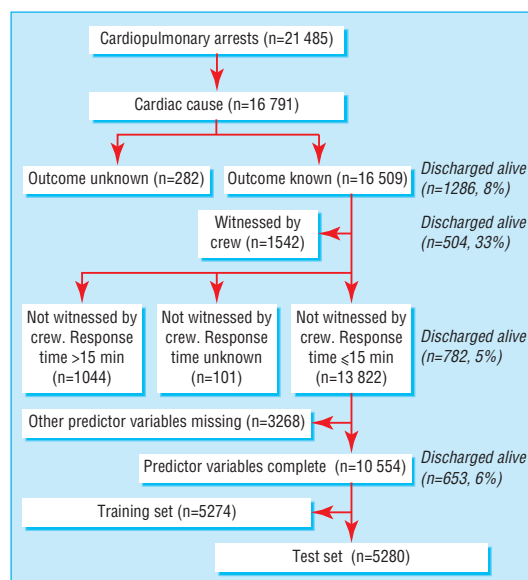 Cardiopulmonary arrests (n=21 485)
Cardiac cause (n=16 791)
Outcome unknown (n=282)
Outcome known (n=16 509)
Discharged alive
(n=1286, 8%)
Witnessed by
crew (n=1542)
Discharged alive
(n=504, 33%)
Not witnessed by
crew. Response
time >15 min
(n=1044)
Not witnessed by
crew. Response
time unknown
(n=101)
Not witnessed by
crew. Response
time ⩽15 min
(n=13 822)
Discharged alive
(n=782, 5%)
Other predictor variables missing (n=3268)
Predictor variables complete (n=10 554)
Discharged alive
(n=653, 6%)
Training set (n=5274)
Test set (n=5280)